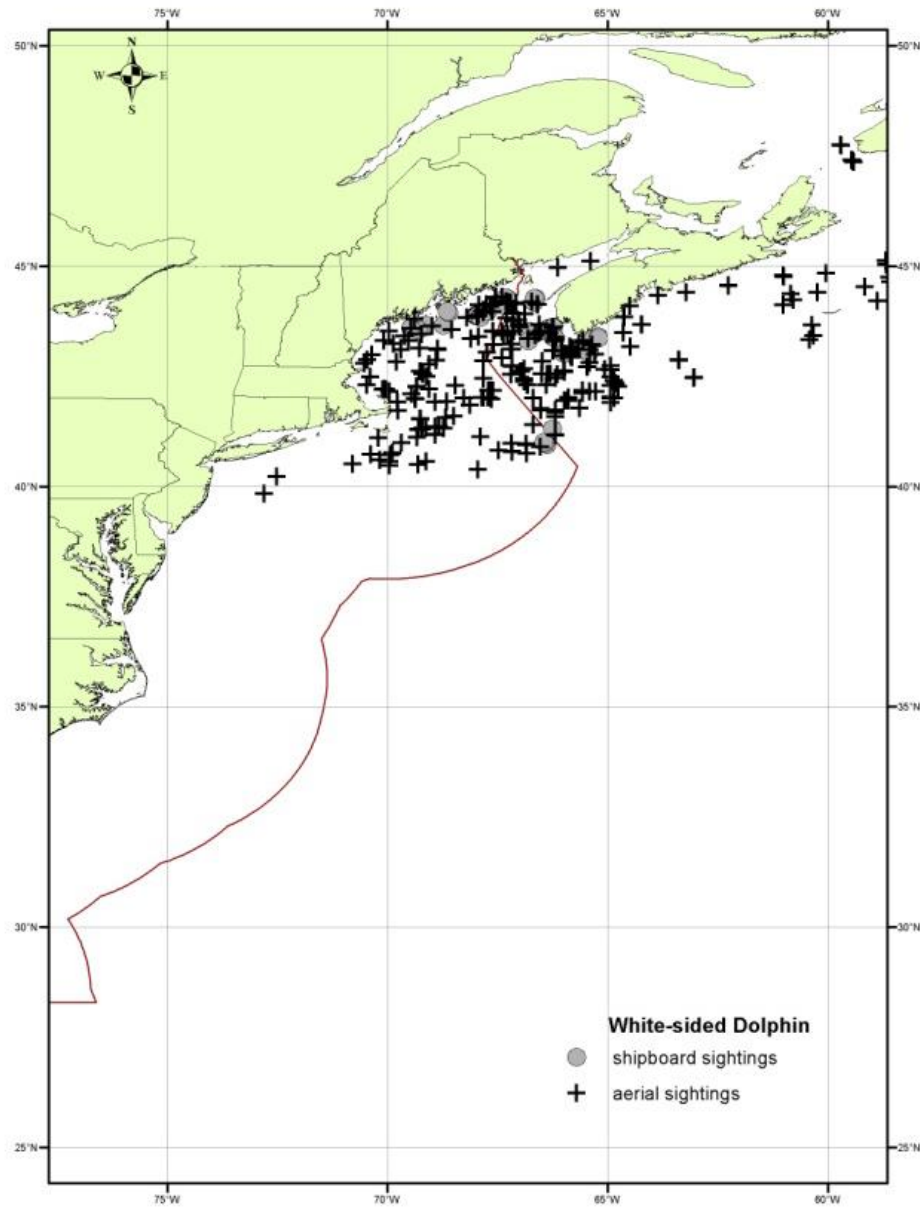 75°W 70°W 65°W 60°W
50°N 50°N
N
W E
S
45°N 45°N
40°N 40°N
35°N 35°N
30°N 30°N
White-sided Dolphin
shipboard sightings
aerial sightings
25°N 25°N
75°W 70°W 65°W 60°W